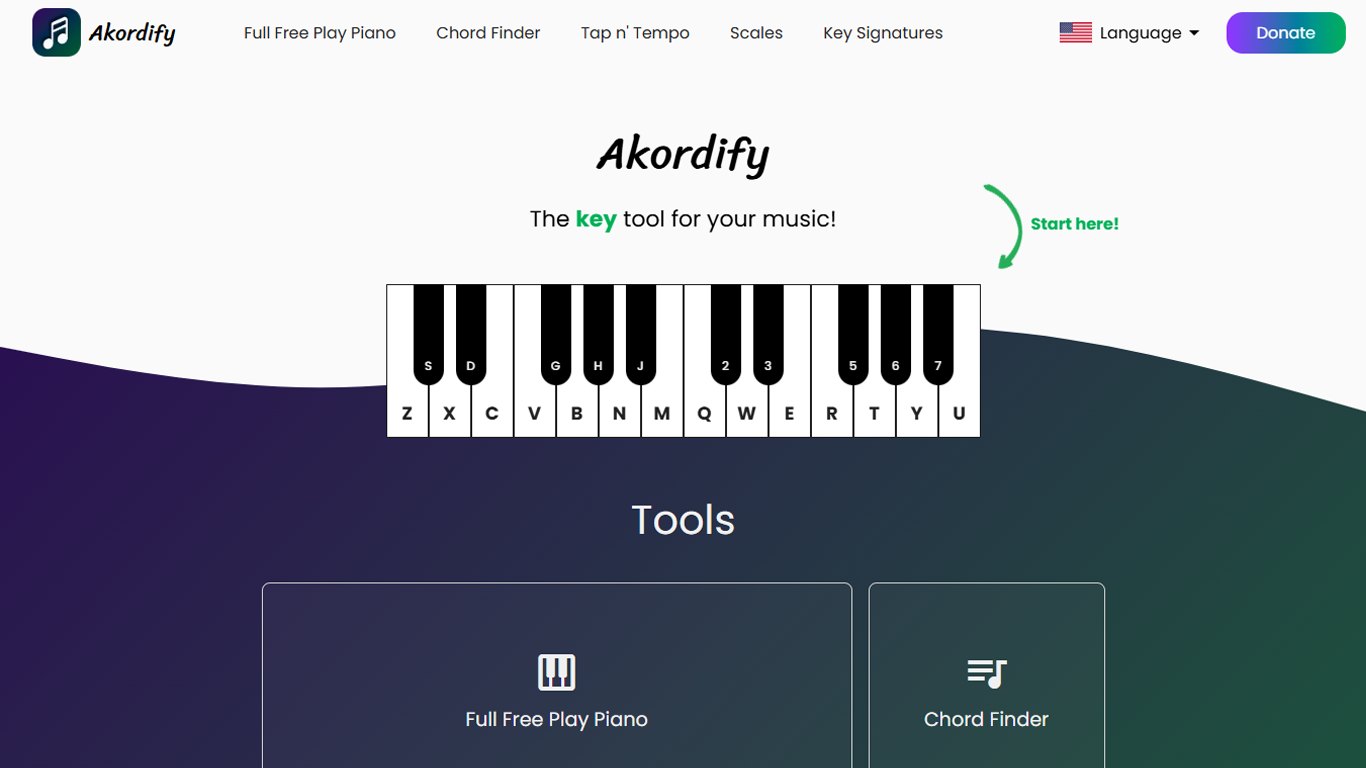 Akordify
Full Free Play Piano
Chord Finder
Tap n' Tempo
Scales
Key Signatures
Language
Donate
Akordify
The key tool for your music!
Start here!
S D G H J 2 3 5 6 7
Z X C V B N M Q W E R T Y U
Tools
Full Free Play Piano
Chord Finder